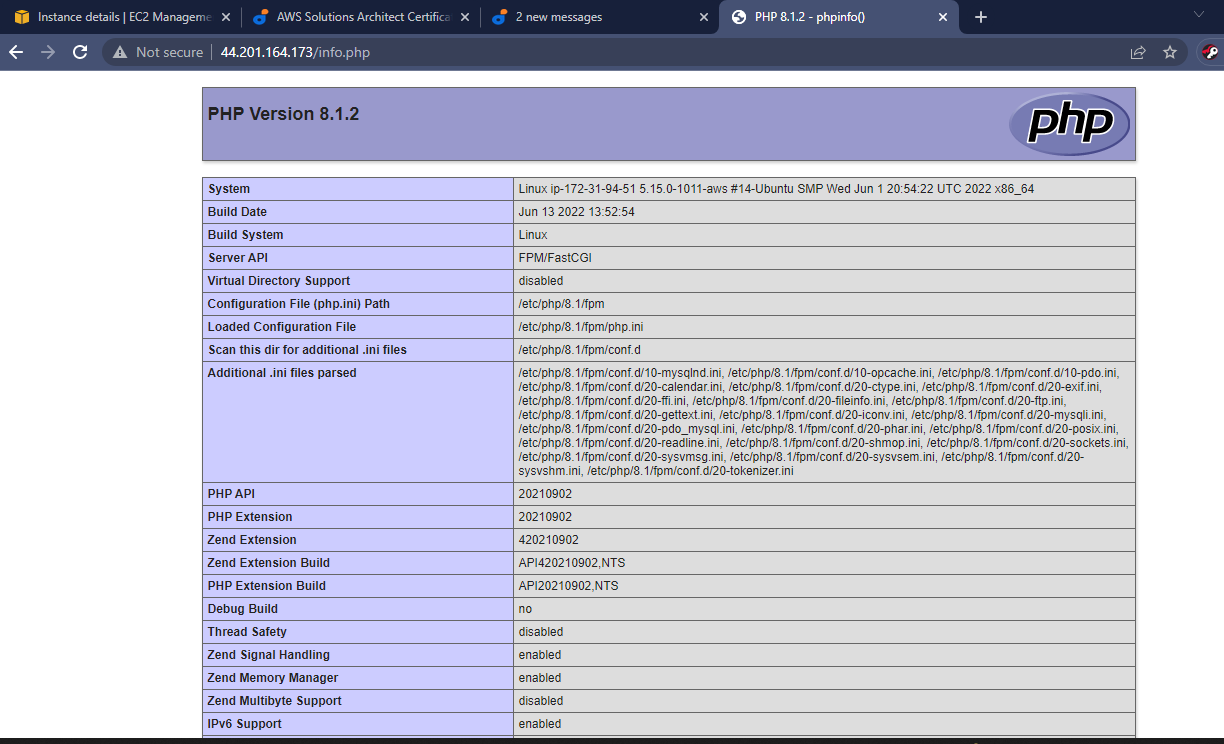 Instance details | EC2 Manageme
AWS Solutions Architect Certifica
2 new messages
PHP 8.1.2 - phpinfo()
Not secure | 44.201.164.173/info.php
PHP Version 8.1.2
php
System Linux ip-172-31-94-51 5.15.0-1011-aws #14-Ubuntu SMP Wed Jun 1 20:54:22 UTC 2022 x86_64
Build Date Jun 13 2022 13:52:54
Build System Linux
Server API FPM/FastCGI
Virtual Directory Support disabled
Configuration File (php.ini) Path /etc/php/8.1/fpm
Loaded Configuration File /etc/php/8.1/fpm/php.ini
Scan this dir for additional .ini files /etc/php/8.1/fpm/conf.d
Additional .ini files parsed /etc/php/8.1/fpm/conf.d/10-mysqlnd.ini, /etc/php/8.1/fpm/conf.d/10-opcache.ini, /etc/php/8.1/fpm/conf.d/10-pdo.ini,
/etc/php/8.1/fpm/conf.d/20-calendar.ini, /etc/php/8.1/fpm/conf.d/20-ctype.ini, /etc/php/8.1/fpm/conf.d/20-exif.ini,
/etc/php/8.1/fpm/conf.d/20-ffi.ini, /etc/php/8.1/fpm/conf.d/20-fileinfo.ini, /etc/php/8.1/fpm/conf.d/20-ftp.ini,
/etc/php/8.1/fpm/conf.d/20-gettext.ini, /etc/php/8.1/fpm/conf.d/20-iconv.ini, /etc/php/8.1/fpm/conf.d/20-mysqli.ini,
/etc/php/8.1/fpm/conf.d/20-pdo_mysql.ini, /etc/php/8.1/fpm/conf.d/20-phar.ini, /etc/php/8.1/fpm/conf.d/20-posix.ini,
/etc/php/8.1/fpm/conf.d/20-readline.ini, /etc/php/8.1/fpm/conf.d/20-shmop.ini, /etc/php/8.1/fpm/conf.d/20-sockets.ini,
/etc/php/8.1/fpm/conf.d/20-sysvmsg.ini, /etc/php/8.1/fpm/conf.d/20-sysvsem.ini, /etc/php/8.1/fpm/conf.d/20-
sysvshm.ini, /etc/php/8.1/fpm/conf.d/20-tokenizer.ini
PHP API 20210902
PHP Extension 20210902
Zend Extension 420210902
Zend Extension Build API420210902,NTS
PHP Extension Build API20210902,NTS
Debug Build no
Thread Safety disabled
Zend Signal Handling enabled
Zend Memory Manager enabled
Zend Multibyte Support disabled
IPv6 Support enabled